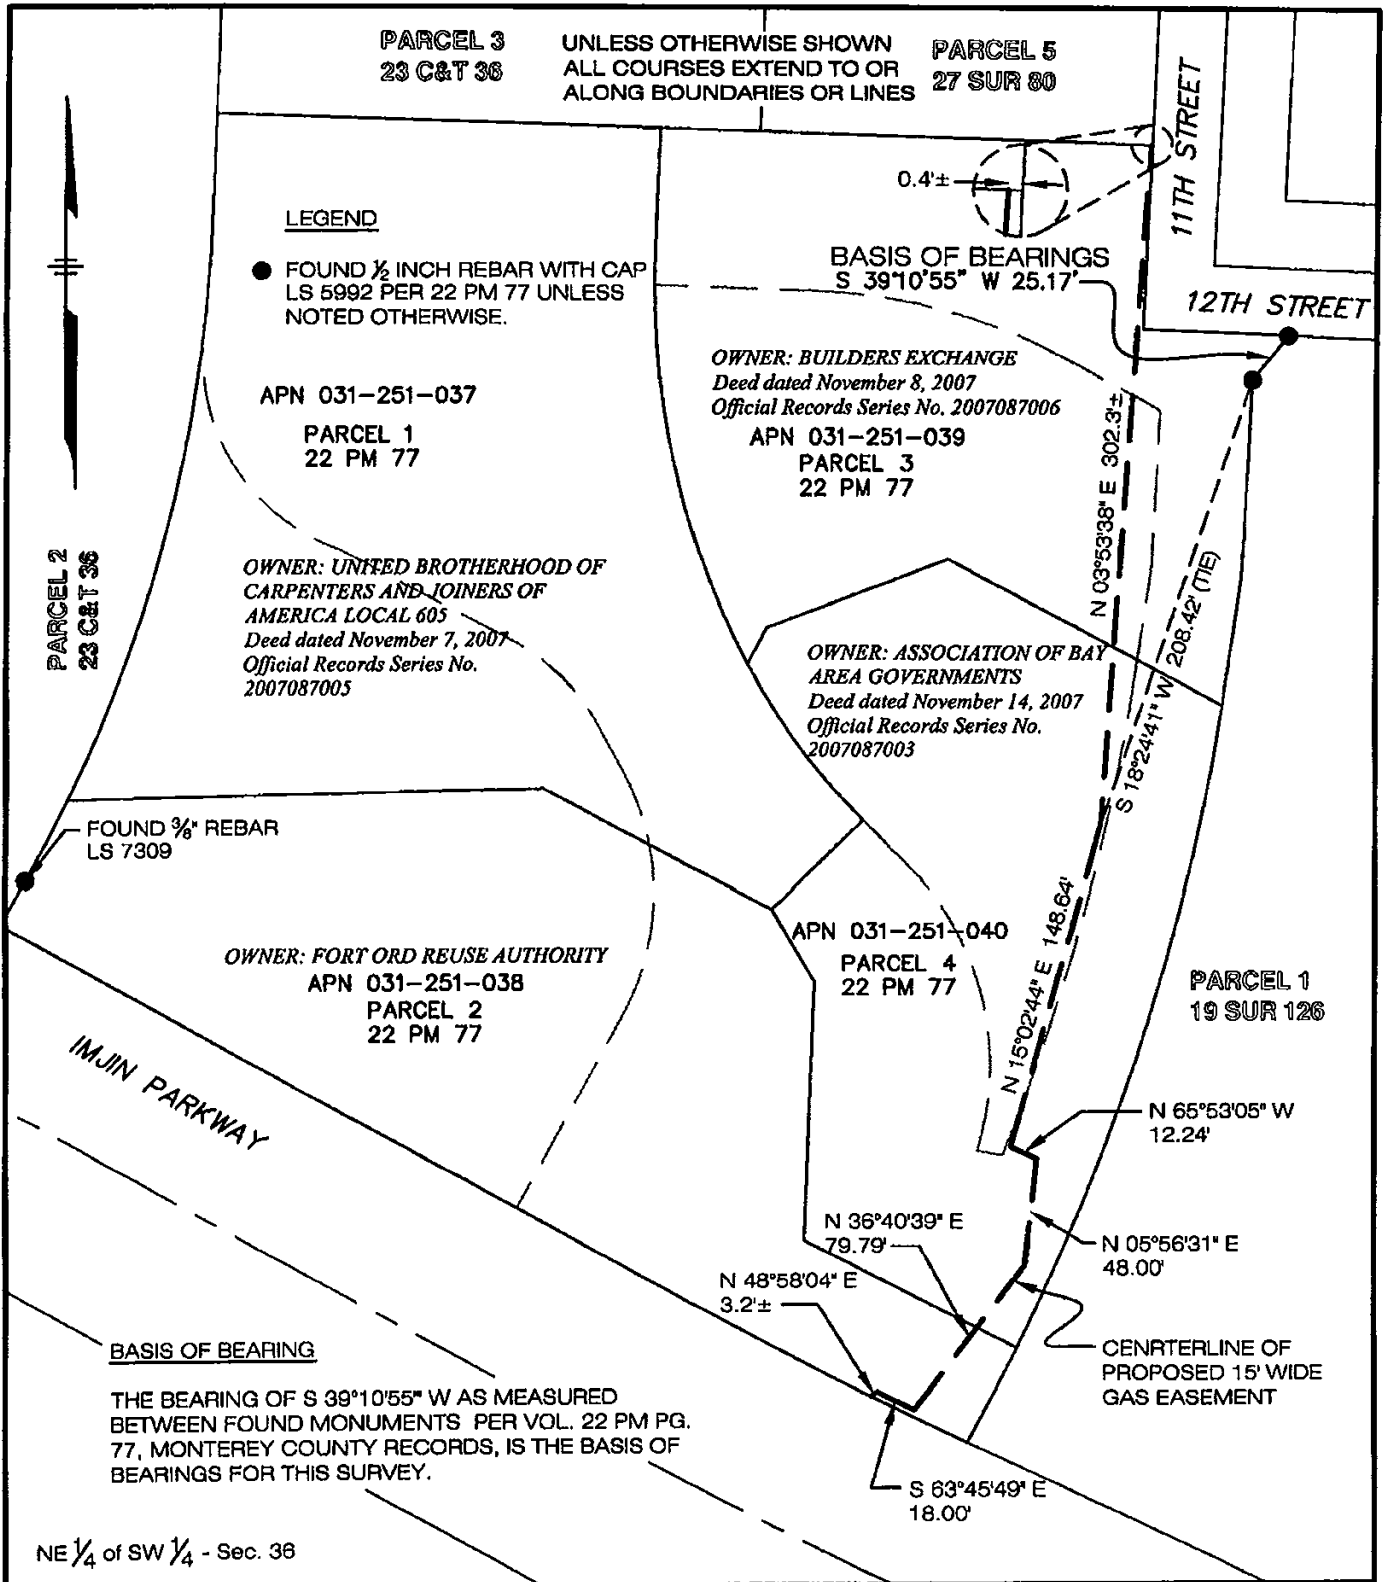 PARCEL 3
23 C&T 36
UNLESS OTHERWISE SHOWN
ALL COURSES EXTEND TO OR
ALONG BOUNDARIES OR LINES
PARCEL 5
27 SUR 80
11TH STREET
0.4'±
LEGEND
FOUND ½ INCH REBAR WITH CAP
LS 5992 PER 22 PM 77 UNLESS
NOTED OTHERWISE.
BASIS OF BEARINGS
S 39°10'55" W 25.17'
12TH STREET
OWNER: BUILDERS EXCHANGE
Deed dated November 8, 2007
Official Records Series No. 2007087006
APN 031-251-039
PARCEL 3
22 PM 77
APN 031-251-037
PARCEL 1
22 PM 77
N 03°53'38" E 302.3'±
PARCEL 2
23 C&T 36
OWNER: UNITED BROTHERHOOD OF
CARPENTERS AND JOINERS OF
AMERICA LOCAL 605
Deed dated November 7, 2007
Official Records Series No.
2007087005
S 18°24'41" W 208.42' (TIE)
OWNER: ASSOCIATION OF BAY
AREA GOVERNMENTS
Deed dated November 14, 2007
Official Records Series No.
2007087003
FOUND ⅜" REBAR
LS 7309
APN 031-251-040
PARCEL 4
22 PM 77
N 15°02'44" E 148.64'
OWNER: FORT ORD REUSE AUTHORITY
APN 031-251-038
PARCEL 2
22 PM 77
PARCEL 1
19 SUR 126
IMJIN PARKWAY
N 65°53'05" W
12.24'
N 36°40'39" E
79.79'
N 05°56'31" E
48.00'
N 48°58'04" E
3.2'±
CENRTERLINE OF
PROPOSED 15' WIDE
GAS EASEMENT
BASIS OF BEARING
THE BEARING OF S 39°10'55" W AS MEASURED
BETWEEN FOUND MONUMENTS PER VOL. 22 PM PG.
77, MONTEREY COUNTY RECORDS, IS THE BASIS OF
BEARINGS FOR THIS SURVEY.
S 63°45'49" E
18.00'
NE ¼ of SW ¼ - Sec. 36